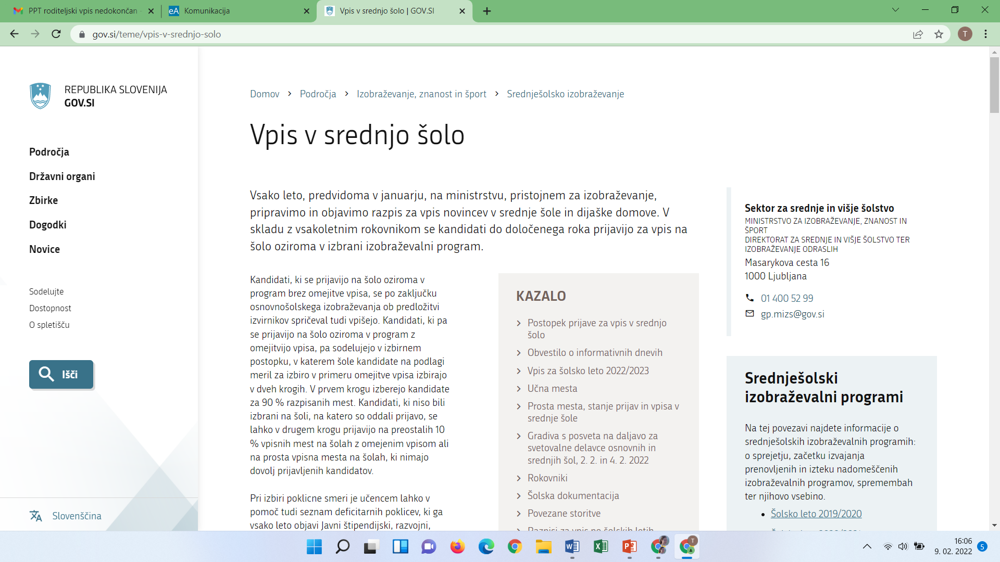 PPT roditeljski vpis nedokončan
Komunikacija
Vpis v srednjo šolo | GOV.SI
gov.si/teme/vpis-v-srednjo-solo
T
REPUBLIKA SLOVENIJA
GOV.SI
Področja
Državni organi
Zbirke
Dogodki
Novice
Sodelujte
Dostopnost
O spletišču
Išči
Slovenščina
Domov > Področja > Izobraževanje, znanost in šport > Srednješolsko izobraževanje
Vpis v srednjo šolo
Vsako leto, predvidoma v januarju, na ministrstvu, pristojnem za izobraževanje,
pripravimo in objavimo razpis za vpis novincev v srednje šole in dijaške domove. V
skladu z vsakoletnim rokovnikom se kandidati do določenega roka prijavijo za vpis na
šolo oziroma v izbrani izobraževalni program.
Kandidati, ki se prijavijo na šolo oziroma v
program brez omejitve vpisa, se po zaključku
osnovnošolskega izobraževanja ob predložitvi
izvirnikov spričeval tudi vpišejo. Kandidati, ki pa
se prijavijo na šolo oziroma v program z
omejitvijo vpisa, pa sodelujejo v izbirnem
postopku, v katerem šole kandidate na podlagi
meril za izbiro v primeru omejitve vpisa izbirajo
v dveh krogih. V prvem krogu izberejo kandidate
za 90 % razpisanih mest. Kandidati, ki niso bili
izbrani na šoli, na katero so oddali prijavo, se
lahko v drugem krogu prijavijo na preostalih 10
% vpisnih mest na šolah z omejenim vpisom ali
na prosta vpisna mesta na šolah, ki nimajo
dovolj prijavljenih kandidatov.
Pri izbiri poklicne smeri je učencem lahko v
pomoč tudi seznam deficitarnih poklicev, ki ga
vsako leto objavi Javni štipendijski, razvojni,
KAZALO
Postopek prijave za vpis v srednjo
šolo
Obvestilo o informativnih dnevih
Vpis za šolsko leto 2022/2023
Učna mesta
Prosta mesta, stanje prijav in vpisa v
srednje šole
Gradiva s posveta na daljavo za
svetovalne delavce osnovnih in
srednjih šol, 2. 2. in 4. 2. 2022
Rokovniki
Šolska dokumentacija
Povezane storitve
Razpisi za vpis po šolskih letih
Sektor za srednje in višje šolstvo
MINISTRSTVO ZA IZOBRAŽEVANJE, ZNANOST IN
ŠPORT
DIREKTORAT ZA SREDNJE IN VIŠJE ŠOLSTVO TER
IZOBRAŽEVANJE ODRASLIH
Masarykova cesta 16
1000 Ljubljana
01 400 52 99
gp.mizs@gov.si
Srednješolski
izobraževalni programi
Na tej povezavi najdete informacije o
srednješolskih izobraževalnih programih:
o sprejetju, začetku izvajanja
prenovljenih in izteku nadomeščenih
izobraževalnih programov, spremembah
ter njihovo vsebino.
• Šolsko leto 2019/2020
16:06
9. 02. 2022
5